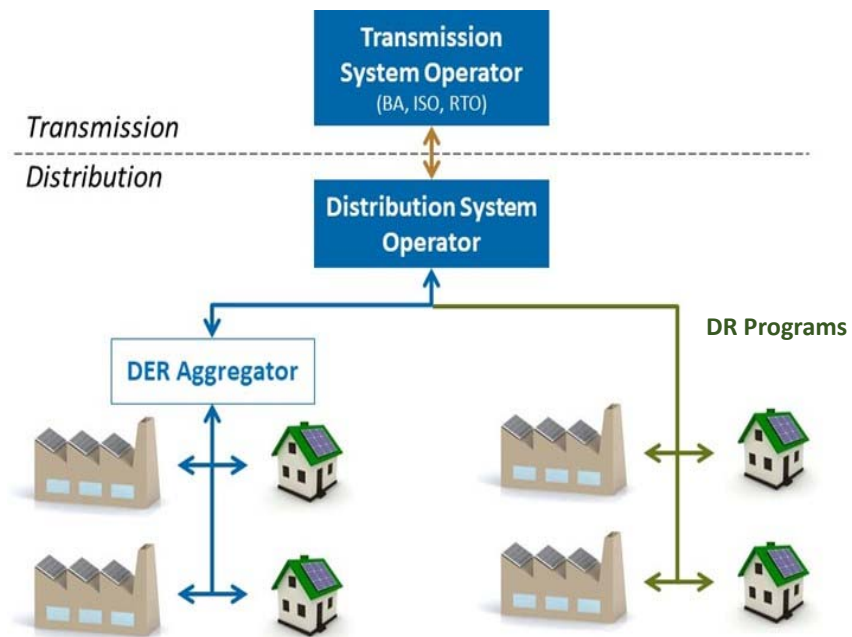 Transmission
System Operator
(BA, ISO, RTO)
Transmission
Distribution
Distribution System
Operator
DR Programs
DER Aggregator